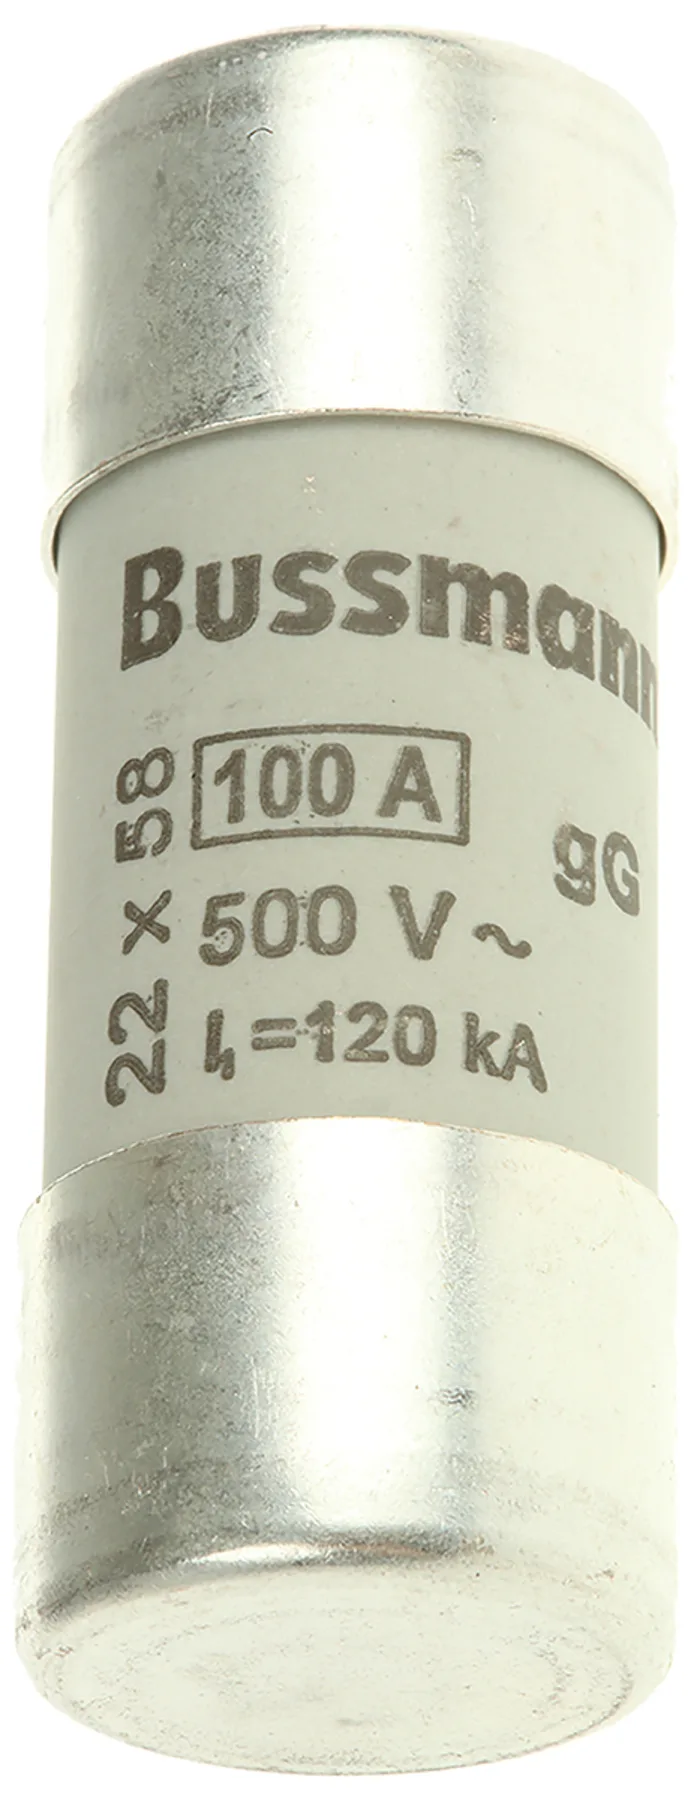 Bussmann
100 A
500 V ~
I₁=120 kA
22 x 58
gG